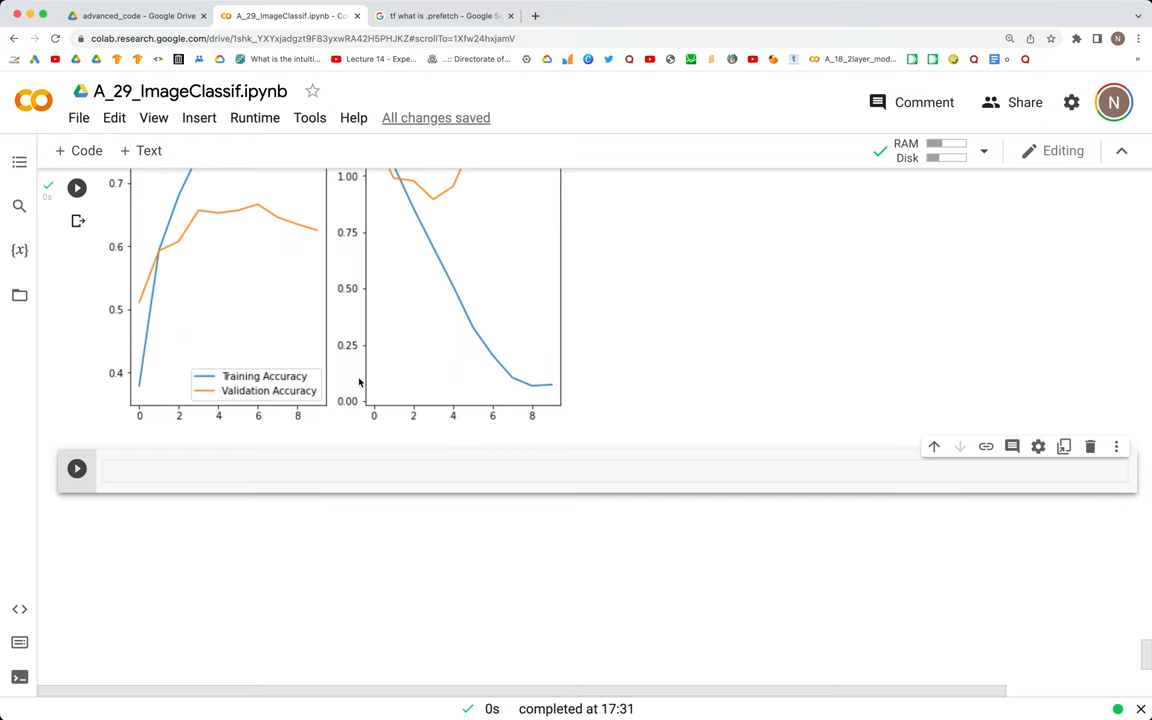 advanced_code - Google Drive
A_29_ImageClassif.ipynb - Co
tf what is .prefetch - Google Se
colab.research.google.com/drive/1shk_YXYxjadgzt9F83yxwRA42H5PHJKZ#scrollTo=1Xfw24hxjamV
N
What is the intuiti...
Lecture 14 - Expe...
..:: Directorate of...
A_18_2layer_mod...
o
»
A_29_ImageClassif.ipynb
Comment
Share
N
File Edit View Insert Runtime Tools Help All changes saved
+ Code + Text
RAM
Disk
Editing
0s
{x}
0.7
0.6
0.5
0.4
Training Accuracy
Validation Accuracy
0 2 4 6 8
1.00
0.75
0.50
0.25
0.00
0 2 4 6 8
0s completed at 17:31